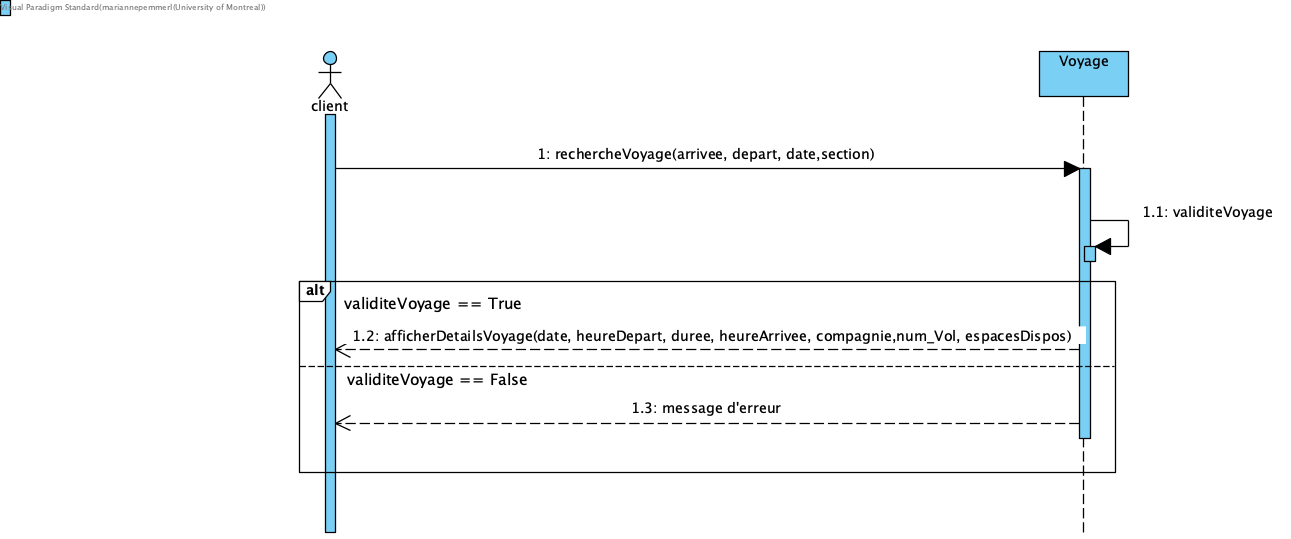 Visual Paradigm Standard(mariannepemmerl(University of Montreal))
Voyage
client
1: rechercheVoyage(arrivee, depart, date,section)
1.1: validiteVoyage
alt
validiteVoyage == True
1.2: afficherDetailsVoyage(date, heureDepart, duree, heureArrivee, compagnie,num_Vol, espacesDispos)
validiteVoyage == False
1.3: message d'erreur